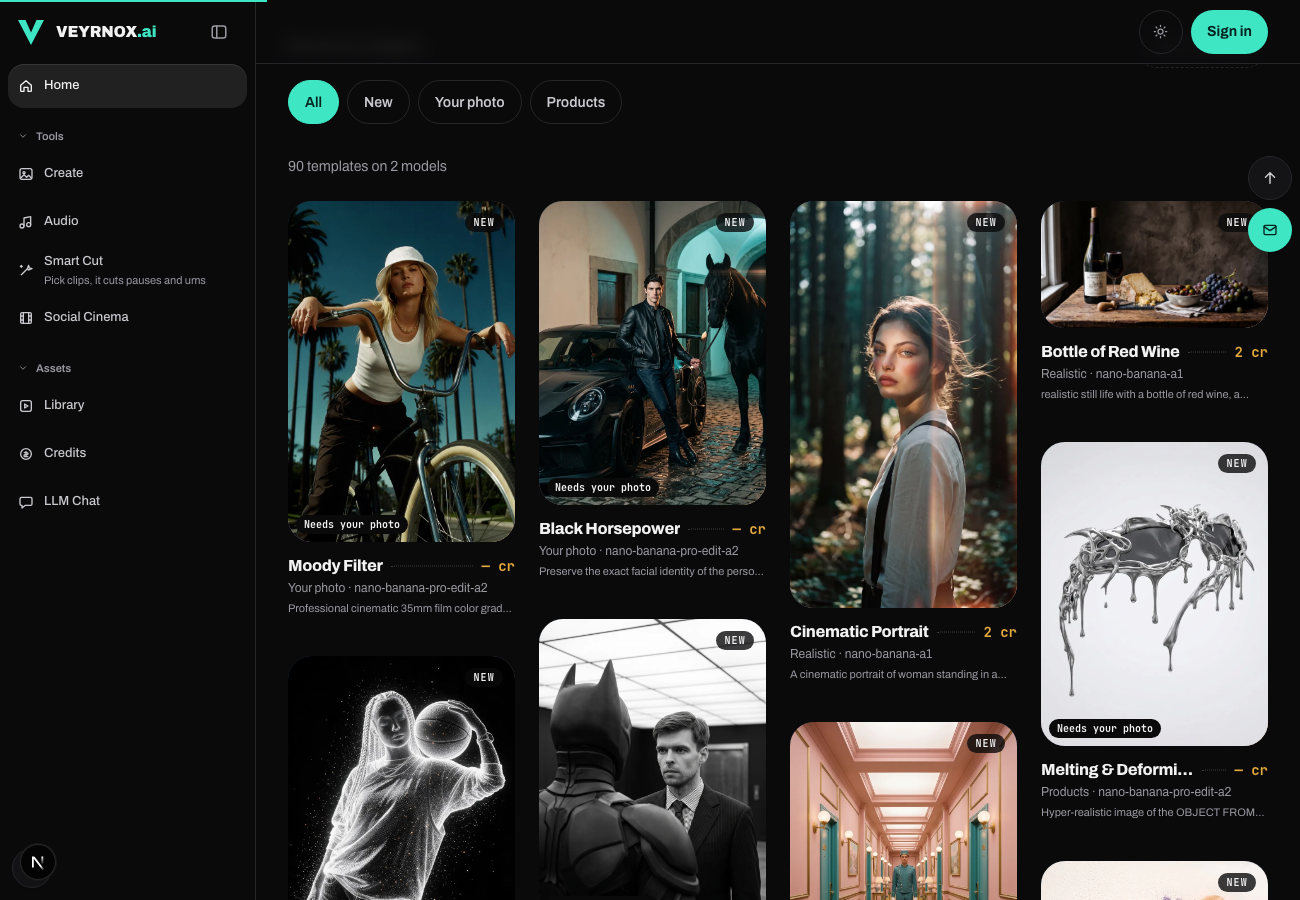 VEYRNOX.ai
Sign in
Home
Tools
Create
Audio
Smart Cut
Pick clips, it cuts pauses and ums
Social Cinema
Assets
Library
Credits
LLM Chat
N
All
New
Your photo
Products
90 templates on 2 models
NEW
Needs your photo
Moody Filter — cr
Your photo · nano-banana-pro-edit-a2
Professional cinematic 35mm film color grad...
NEW
NEW
Needs your photo
Black Horsepower — cr
Your photo · nano-banana-pro-edit-a2
Preserve the exact facial identity of the perso...
NEW
NEW
Cinematic Portrait 2 cr
Realistic · nano-banana-a1
A cinematic portrait of woman standing in a...
NEW
NEW
Bottle of Red Wine 2 cr
Realistic · nano-banana-a1
realistic still life with a bottle of red wine, a...
NEW
Needs your photo
Melting & Deformi... — cr
Products · nano-banana-pro-edit-a2
Hyper-realistic image of the OBJECT FROM...
NEW